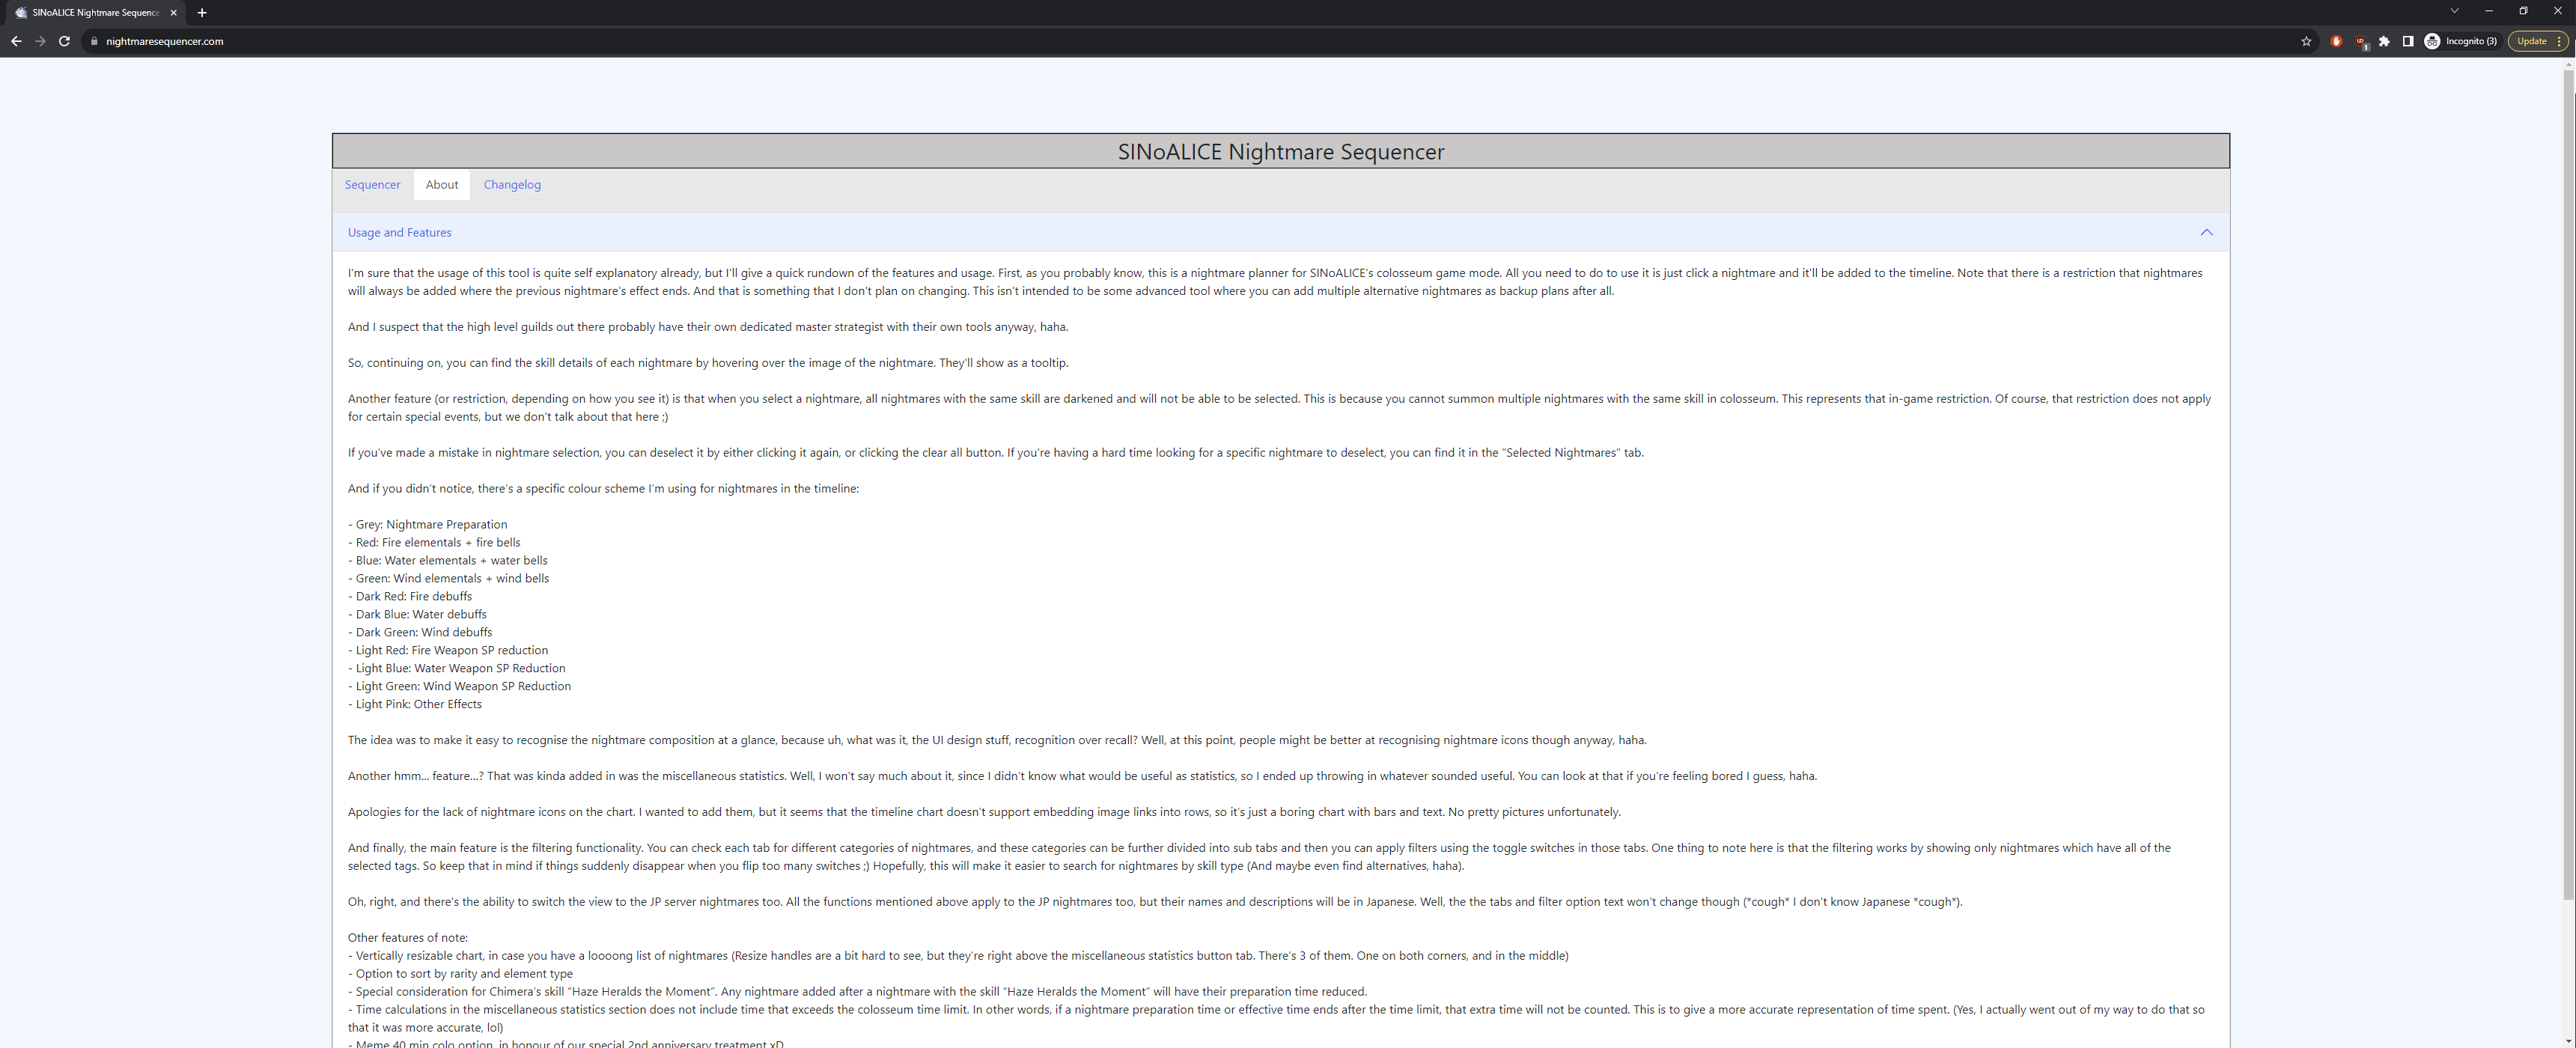 SINoALICE Nightmare Sequence
nightmaresequencer.com
1
Incognito (3)
Update
SINoALICE Nightmare Sequencer
Sequencer
About
Changelog
Usage and Features
I'm sure that the usage of this tool is quite self explanatory already, but I'll give a quick rundown of the features and usage. First, as you probably know, this is a nightmare planner for SINoALICE's colosseum game mode. All you need to do to use it is just click a nightmare and it'll be added to the timeline. Note that there is a restriction that nightmares
will always be added where the previous nightmare's effect ends. And that is something that I don't plan on changing. This isn't intended to be some advanced tool where you can add multiple alternative nightmares as backup plans after all.
And I suspect that the high level guilds out there probably have their own dedicated master strategist with their own tools anyway, haha.
So, continuing on, you can find the skill details of each nightmare by hovering over the image of the nightmare. They'll show as a tooltip.
Another feature (or restriction, depending on how you see it) is that when you select a nightmare, all nightmares with the same skill are darkened and will not be able to be selected. This is because you cannot summon multiple nightmares with the same skill in colosseum. This represents that in-game restriction. Of course, that restriction does not apply
for certain special events, but we don't talk about that here ;)
If you've made a mistake in nightmare selection, you can deselect it by either clicking it again, or clicking the clear all button. If you're having a hard time looking for a specific nightmare to deselect, you can find it in the "Selected Nightmares" tab.
And if you didn't notice, there's a specific colour scheme I'm using for nightmares in the timeline:
- Grey: Nightmare Preparation
- Red: Fire elementals + fire bells
- Blue: Water elementals + water bells
- Green: Wind elementals + wind bells
- Dark Red: Fire debuffs
- Dark Blue: Water debuffs
- Dark Green: Wind debuffs
- Light Red: Fire Weapon SP reduction
- Light Blue: Water Weapon SP Reduction
- Light Green: Wind Weapon SP Reduction
- Light Pink: Other Effects
The idea was to make it easy to recognise the nightmare composition at a glance, because uh, what was it, the UI design stuff, recognition over recall? Well, at this point, people might be better at recognising nightmare icons though anyway, haha.
Another hmm... feature...? That was kinda added in was the miscellaneous statistics. Well, I won't say much about it, since I didn't know what would be useful as statistics, so I ended up throwing in whatever sounded useful. You can look at that if you're feeling bored I guess, haha.
Apologies for the lack of nightmare icons on the chart. I wanted to add them, but it seems that the timeline chart doesn't support embedding image links into rows, so it's just a boring chart with bars and text. No pretty pictures unfortunately.
And finally, the main feature is the filtering functionality. You can check each tab for different categories of nightmares, and these categories can be further divided into sub tabs and then you can apply filters using the toggle switches in those tabs. One thing to note here is that the filtering works by showing only nightmares which have all of the
selected tags. So keep that in mind if things suddenly disappear when you flip too many switches ;) Hopefully, this will make it easier to search for nightmares by skill type (And maybe even find alternatives, haha).
Oh, right, and there's the ability to switch the view to the JP server nightmares too. All the functions mentioned above apply to the JP nightmares too, but their names and descriptions will be in Japanese. Well, the the tabs and filter option text won't change though (*cough* I don't know Japanese *cough*).
Other features of note:
- Vertically resizable chart, in case you have a loooong list of nightmares (Resize handles are a bit hard to see, but they're right above the miscellaneous statistics button tab. There's 3 of them. One on both corners, and in the middle)
- Option to sort by rarity and element type
- Special consideration for Chimera's skill "Haze Heralds the Moment". Any nightmare added after a nightmare with the skill "Haze Heralds the Moment" will have their preparation time reduced.
- Time calculations in the miscellaneous statistics section does not include time that exceeds the colosseum time limit. In other words, if a nightmare preparation time or effective time ends after the time limit, that extra time will not be counted. This is to give a more accurate representation of time spent. (Yes, I actually went out of my way to do that so
that it was more accurate, lol)
- Meme 40 min colo option, in honour of our special 2nd anniversary treatment xD